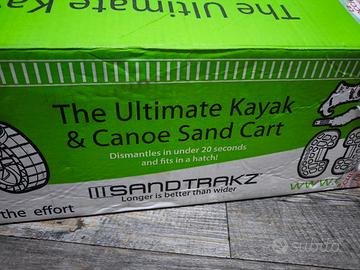 The Ultimate Ka
The Ultimate Kayak
& Canoe Sand Cart
Dismantles in under 20 seconds
and fits in a hatch!
SANDTRAKZ
Longer is better than wider
the effort
www.
subito